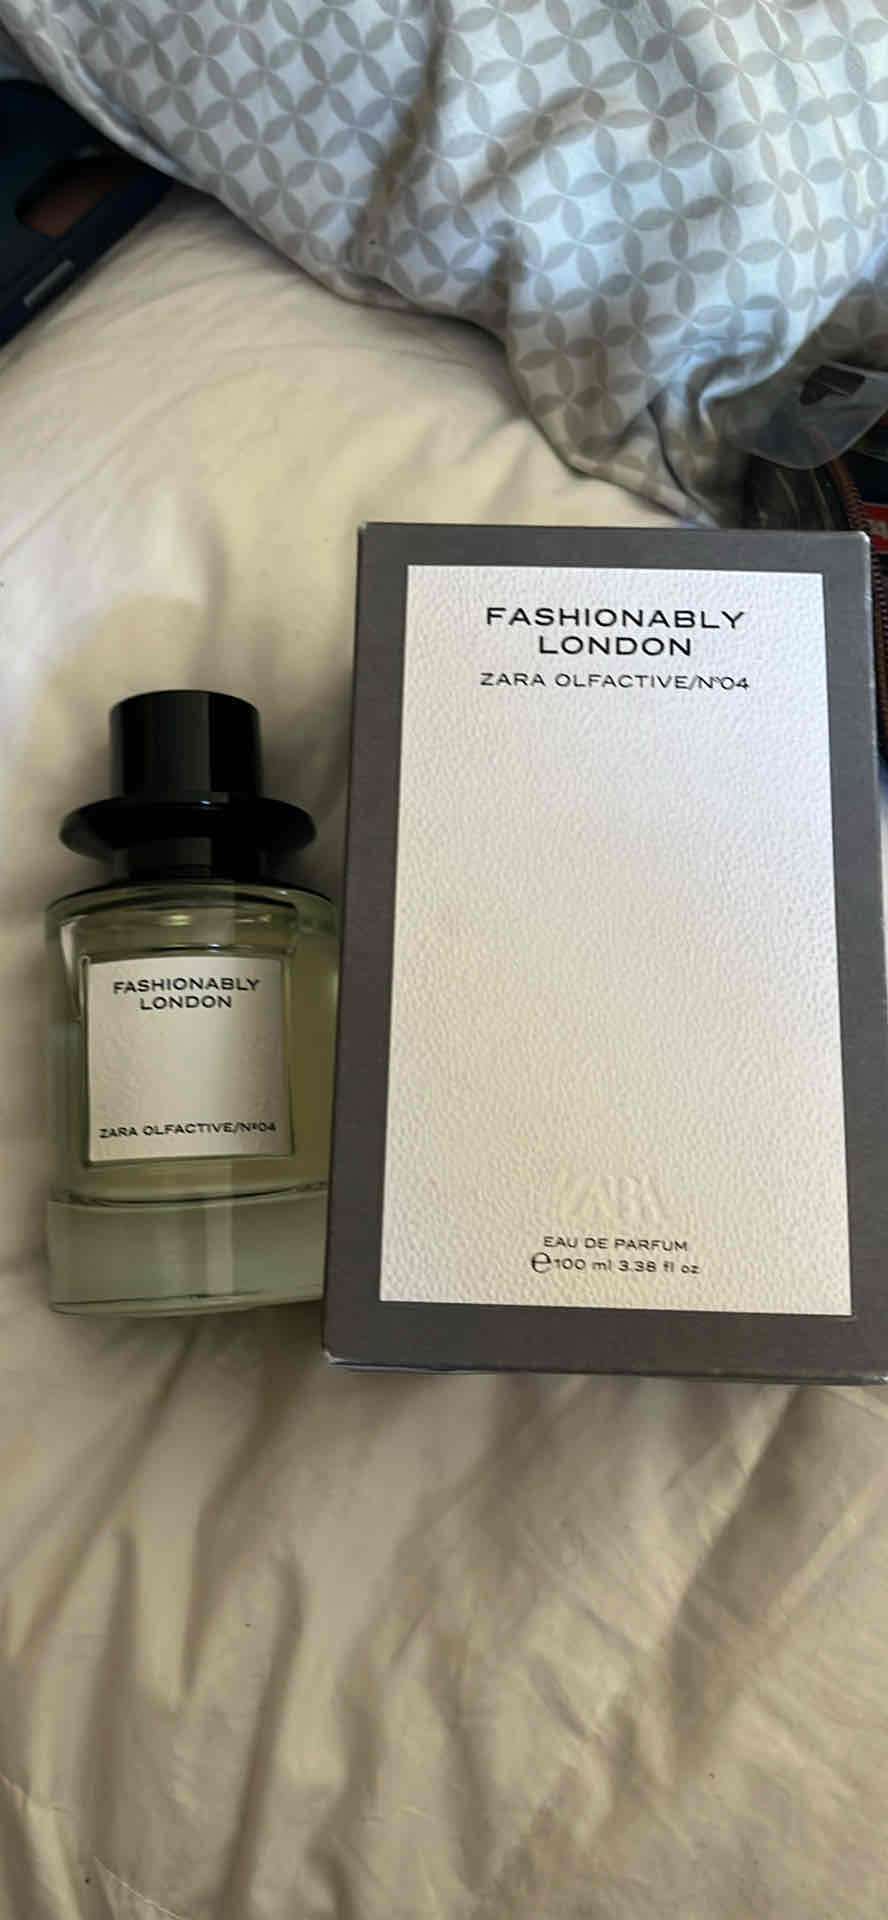 FASHIONABLY
LONDON
ZARA OLFACTIVE/Nº04
ZARA
EAU DE PARFUM
℮100 ml 3.38 fl oz
FASHIONABLY
LONDON
ZARA OLFACTIVE/Nº04